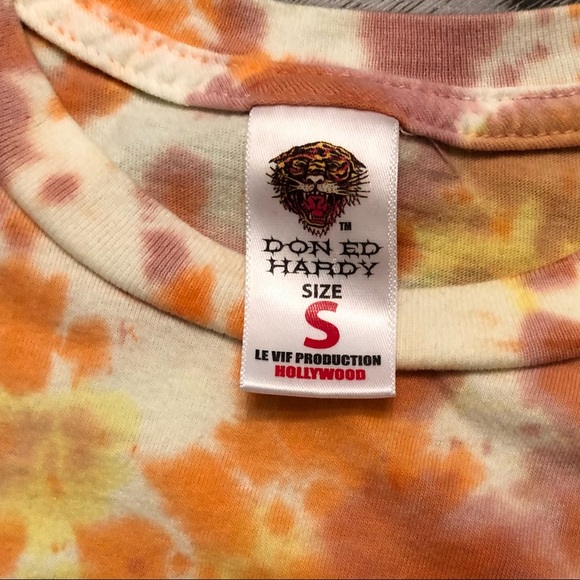 TM
DON ED
HARDY
SIZE
S
LE VIF PRODUCTION
HOLLYWOOD